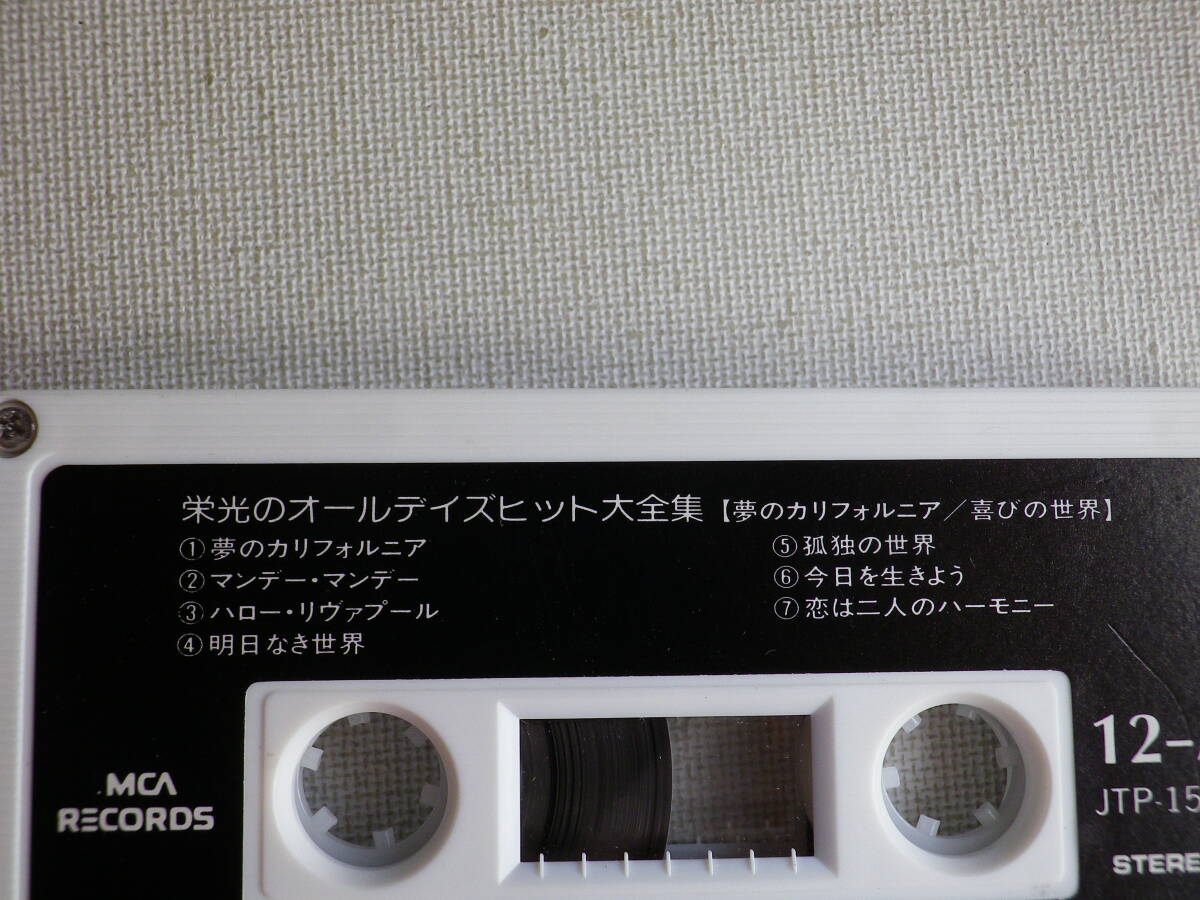 栄光のオールデイズヒット大全集【夢のカリフォルニア／喜びの世界】
①夢のカリフォルニア
②マンデー・マンデー
③ハロー・リヴァプール
④明日なき世界
⑤孤独の世界
⑥今日を生きよう
⑦恋は二人のハーモニー
MCA
RECORDS
12-
JTP-15
STERE